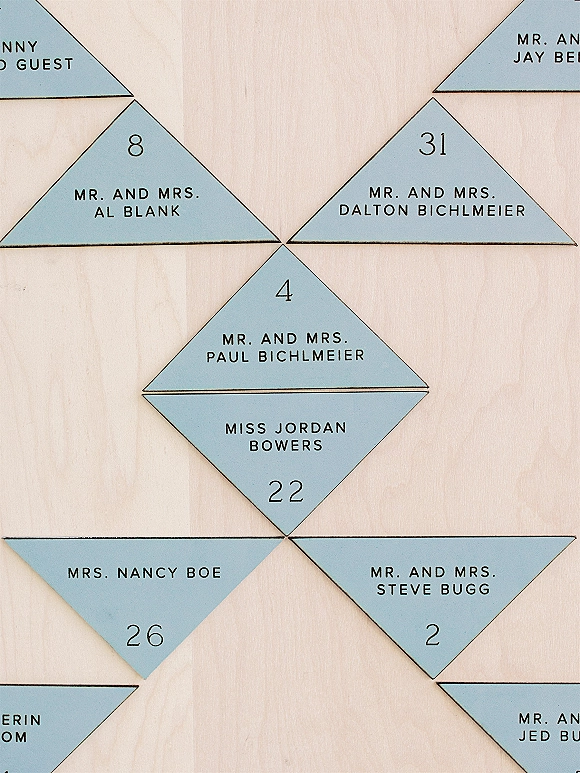 NNY
D GUEST
MR. AN
JAY BEI
8
MR. AND MRS.
AL BLANK
31
MR. AND MRS.
DALTON BICHLMEIER
4
MR. AND MRS.
PAUL BICHLMEIER
MISS JORDAN
BOWERS
22
MRS. NANCY BOE
26
MR. AND MRS.
STEVE BUGG
2
ERIN
OM
MR. AN
JED BU